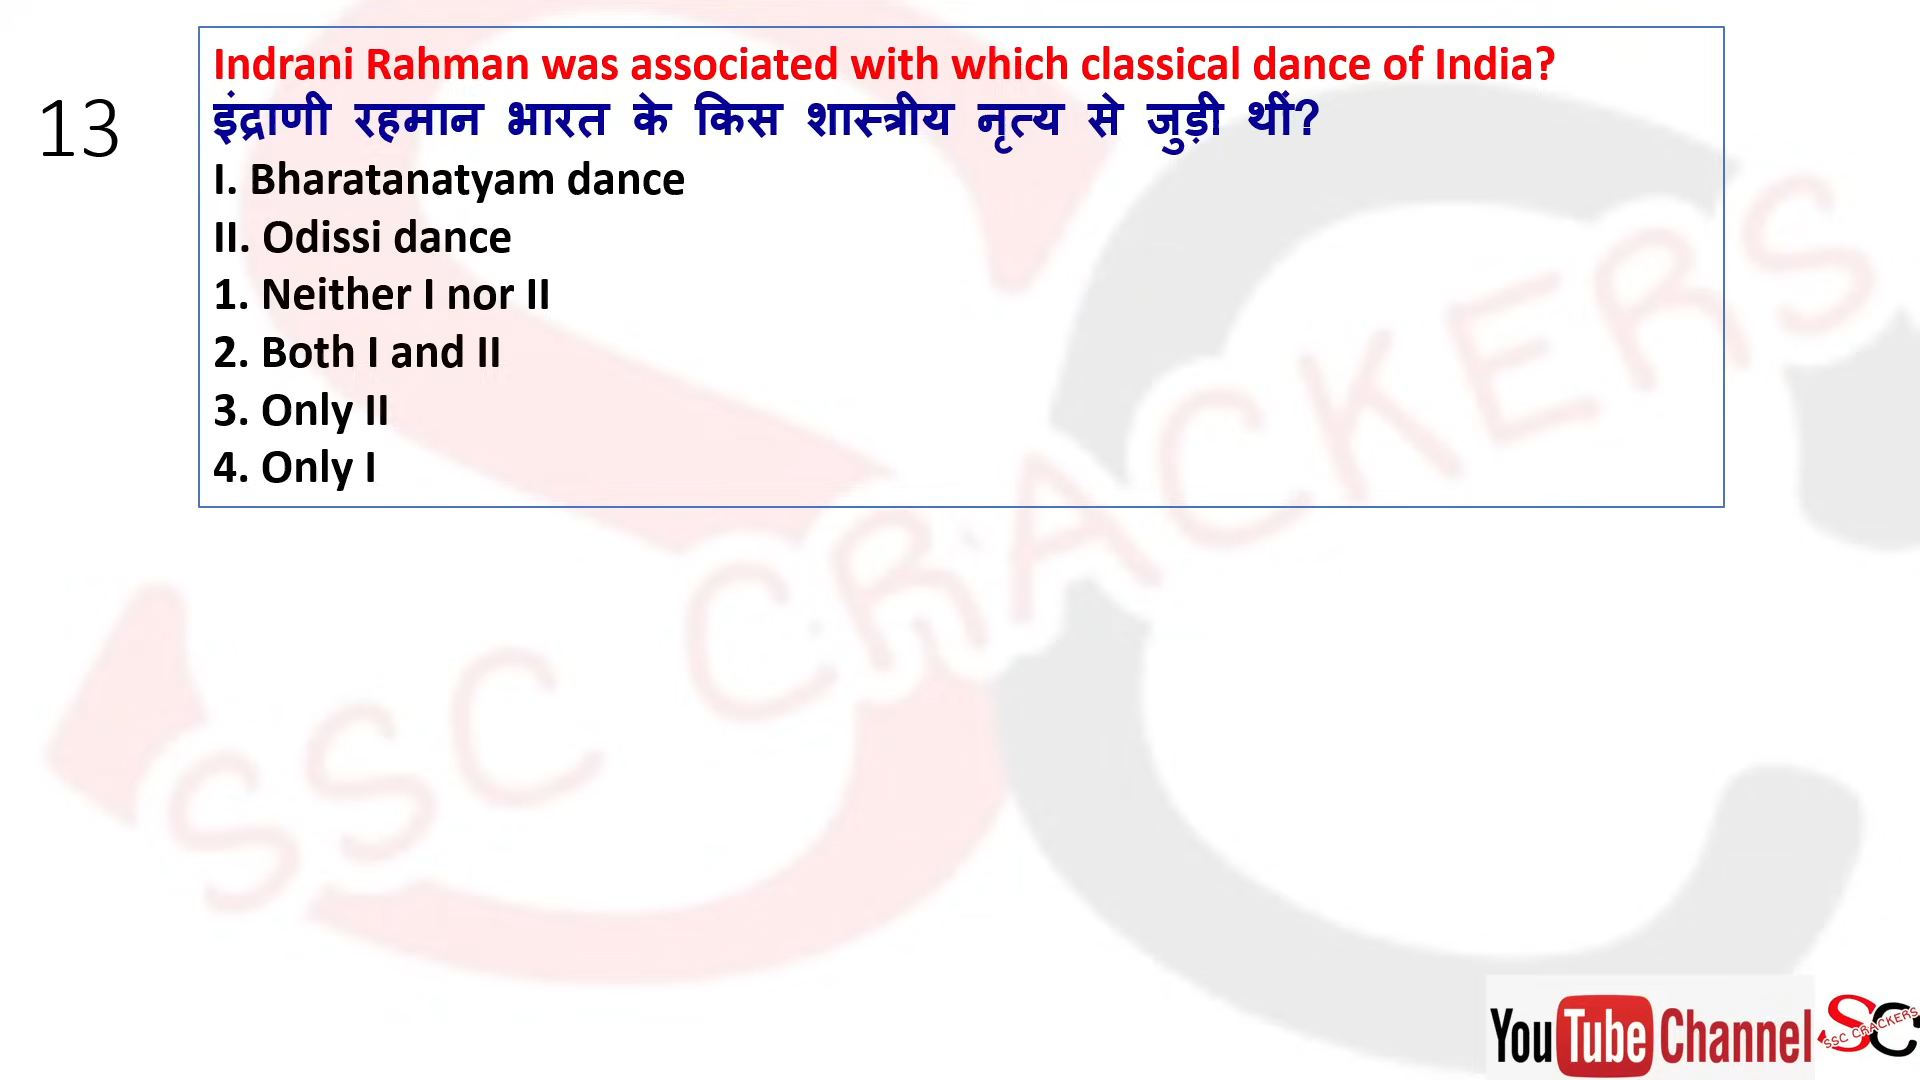 13
Indrani Rahman was associated with which classical dance of India?
इंद्राणी रहमान भारत के किस शास्त्रीय नृत्य से जुड़ी थीं?
I. Bharatanatyam dance
II. Odissi dance
1. Neither I nor II
2. Both I and II
3. Only II
4. Only I
SSC CRACKERS
YouTube Channel
SC
SSC CRACKERS